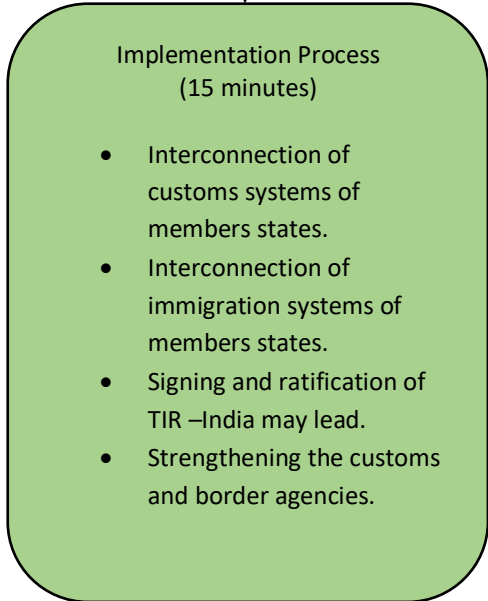 Implementation Process
(15 minutes)
• Interconnection of
customs systems of
members states.
• Interconnection of
immigration systems of
members states.
• Signing and ratification of
TIR –India may lead.
• Strengthening the customs
and border agencies.